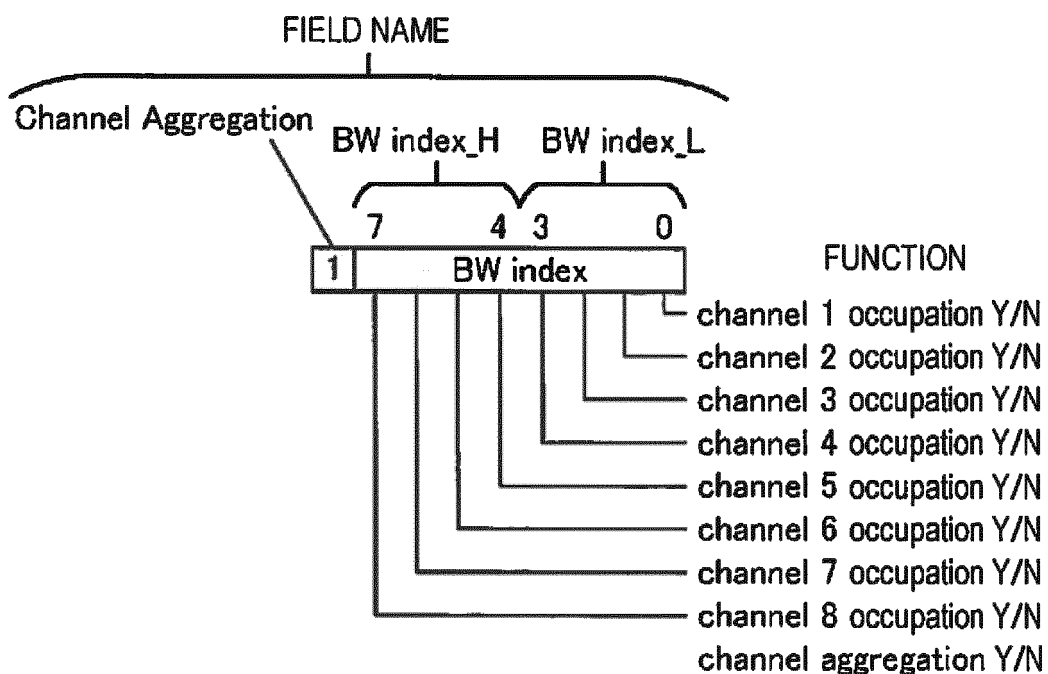 FIELD NAME
Channel Aggregation
BW index_H BW index_L
7 4 3 0
1 BW index
FUNCTION
channel 1 occupation Y/N
channel 2 occupation Y/N
channel 3 occupation Y/N
channel 4 occupation Y/N
channel 5 occupation Y/N
channel 6 occupation Y/N
channel 7 occupation Y/N
channel 8 occupation Y/N
channel aggregation Y/N